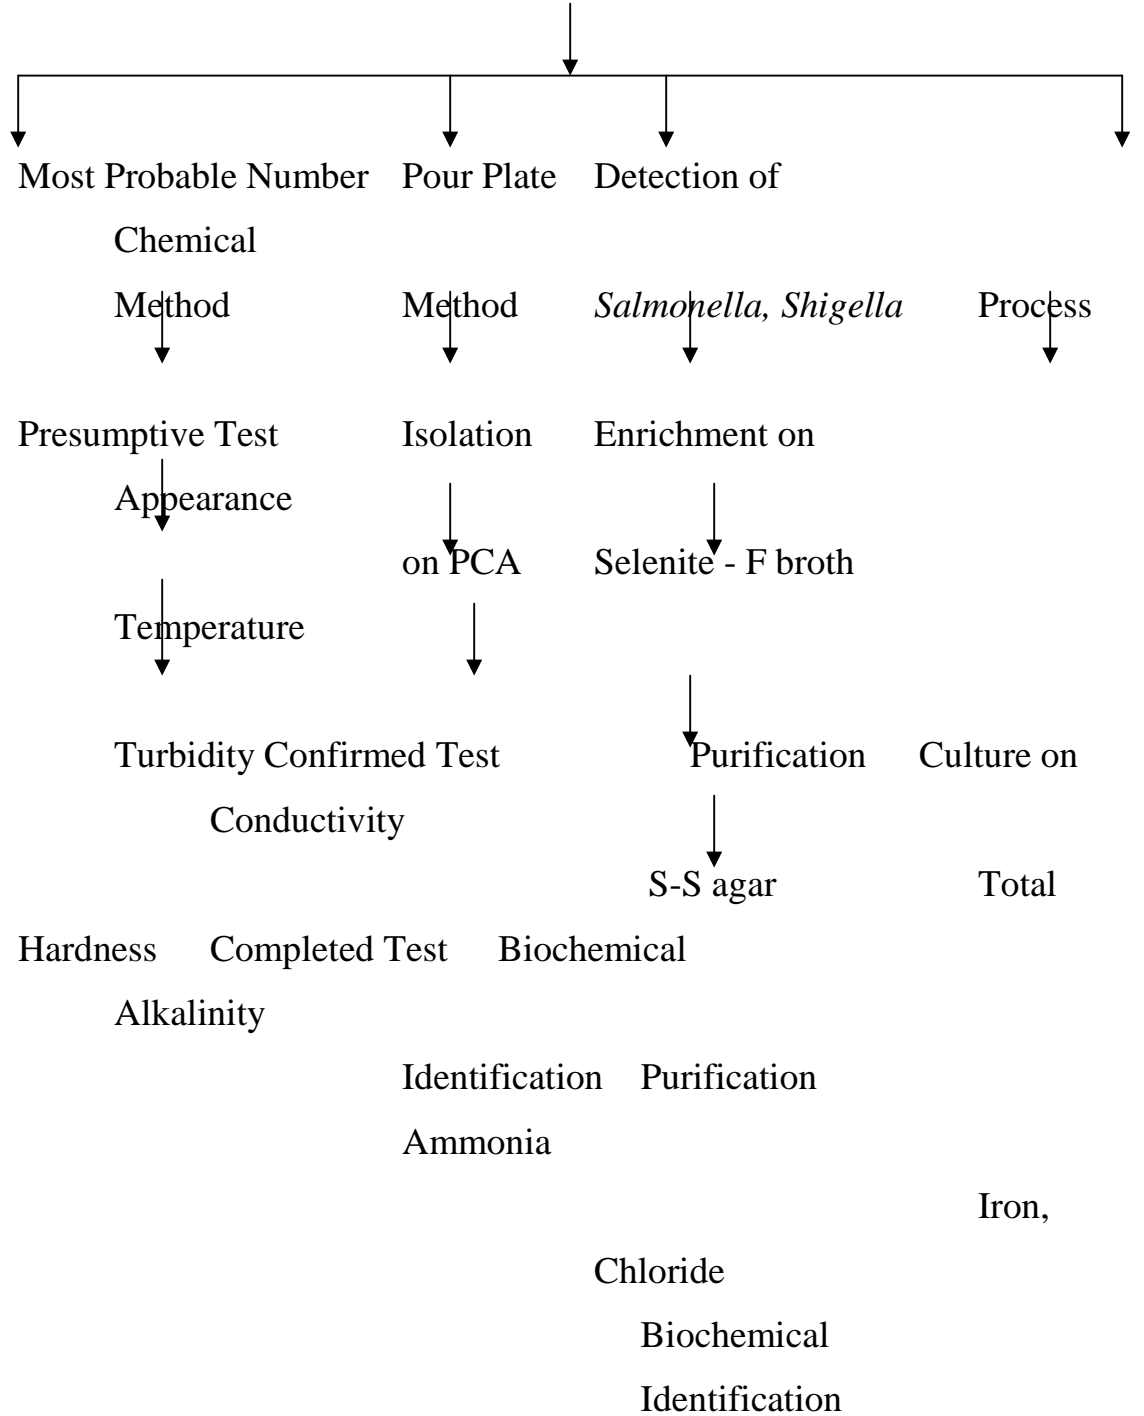 Most Probable Number Pour Plate Detection of
Chemical
Method Method Salmonella, Shigella Process
Presumptive Test Isolation Enrichment on
Appearance
on PCA Selenite - F broth
Temperature
Turbidity Confirmed Test Purification Culture on
Conductivity
S-S agar Total
Hardness Completed Test Biochemical
Alkalinity
Identification Purification
Ammonia
Iron,
Chloride
Biochemical
Identification